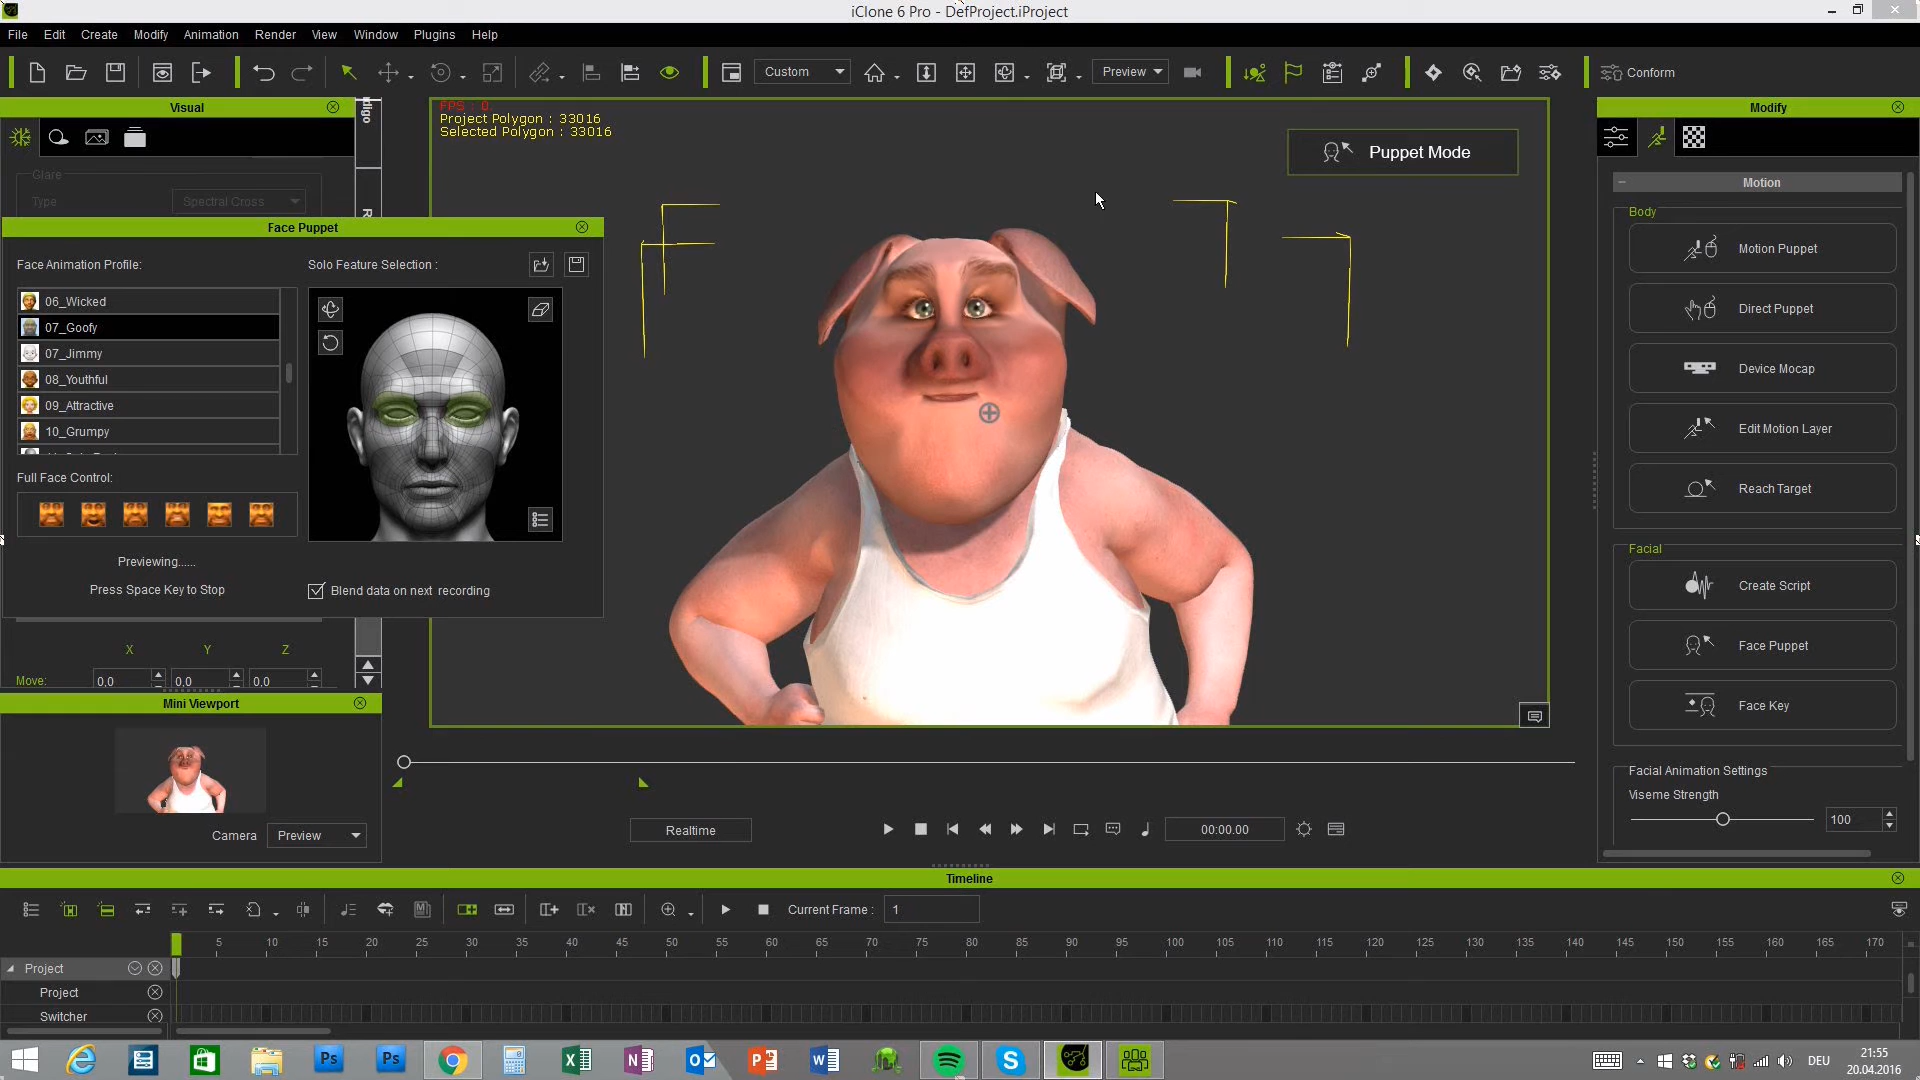 iClone 6 Pro - DefProject.iProject
File Edit Create Modify Animation Render View Window Plugins Help
Custom
Preview
Conform
Visual
Glare
Type Spectral Cross
Face Puppet
Face Animation Profile:
06_Wicked
07_Goofy
07_Jimmy
08_Youthful
09_Attractive
10_Grumpy
Full Face Control:
Previewing......
Press Space Key to Stop
Solo Feature Selection :
Blend data on next recording
X Y Z
Move: 0,0 0,0 0,0
Mini Viewport
Camera Preview
FPS : 0
Project Polygon : 33016
Selected Polygon : 33016
Puppet Mode
Realtime
00:00.00
Modify
Motion
Body
Motion Puppet
Direct Puppet
Device Mocap
Edit Motion Layer
Reach Target
Facial
Create Script
Face Puppet
Face Key
Facial Animation Settings
Viseme Strength
100
Timeline
Current Frame : 1
5 10 15 20 25 30 35 40 45 50 55 60 65 70 75 80 85 90 95 100 105 110 115 120 125 130 135 140 145 150 155 160 165 170
Project
Project
Switcher
DEU
21:55
20.04.2016